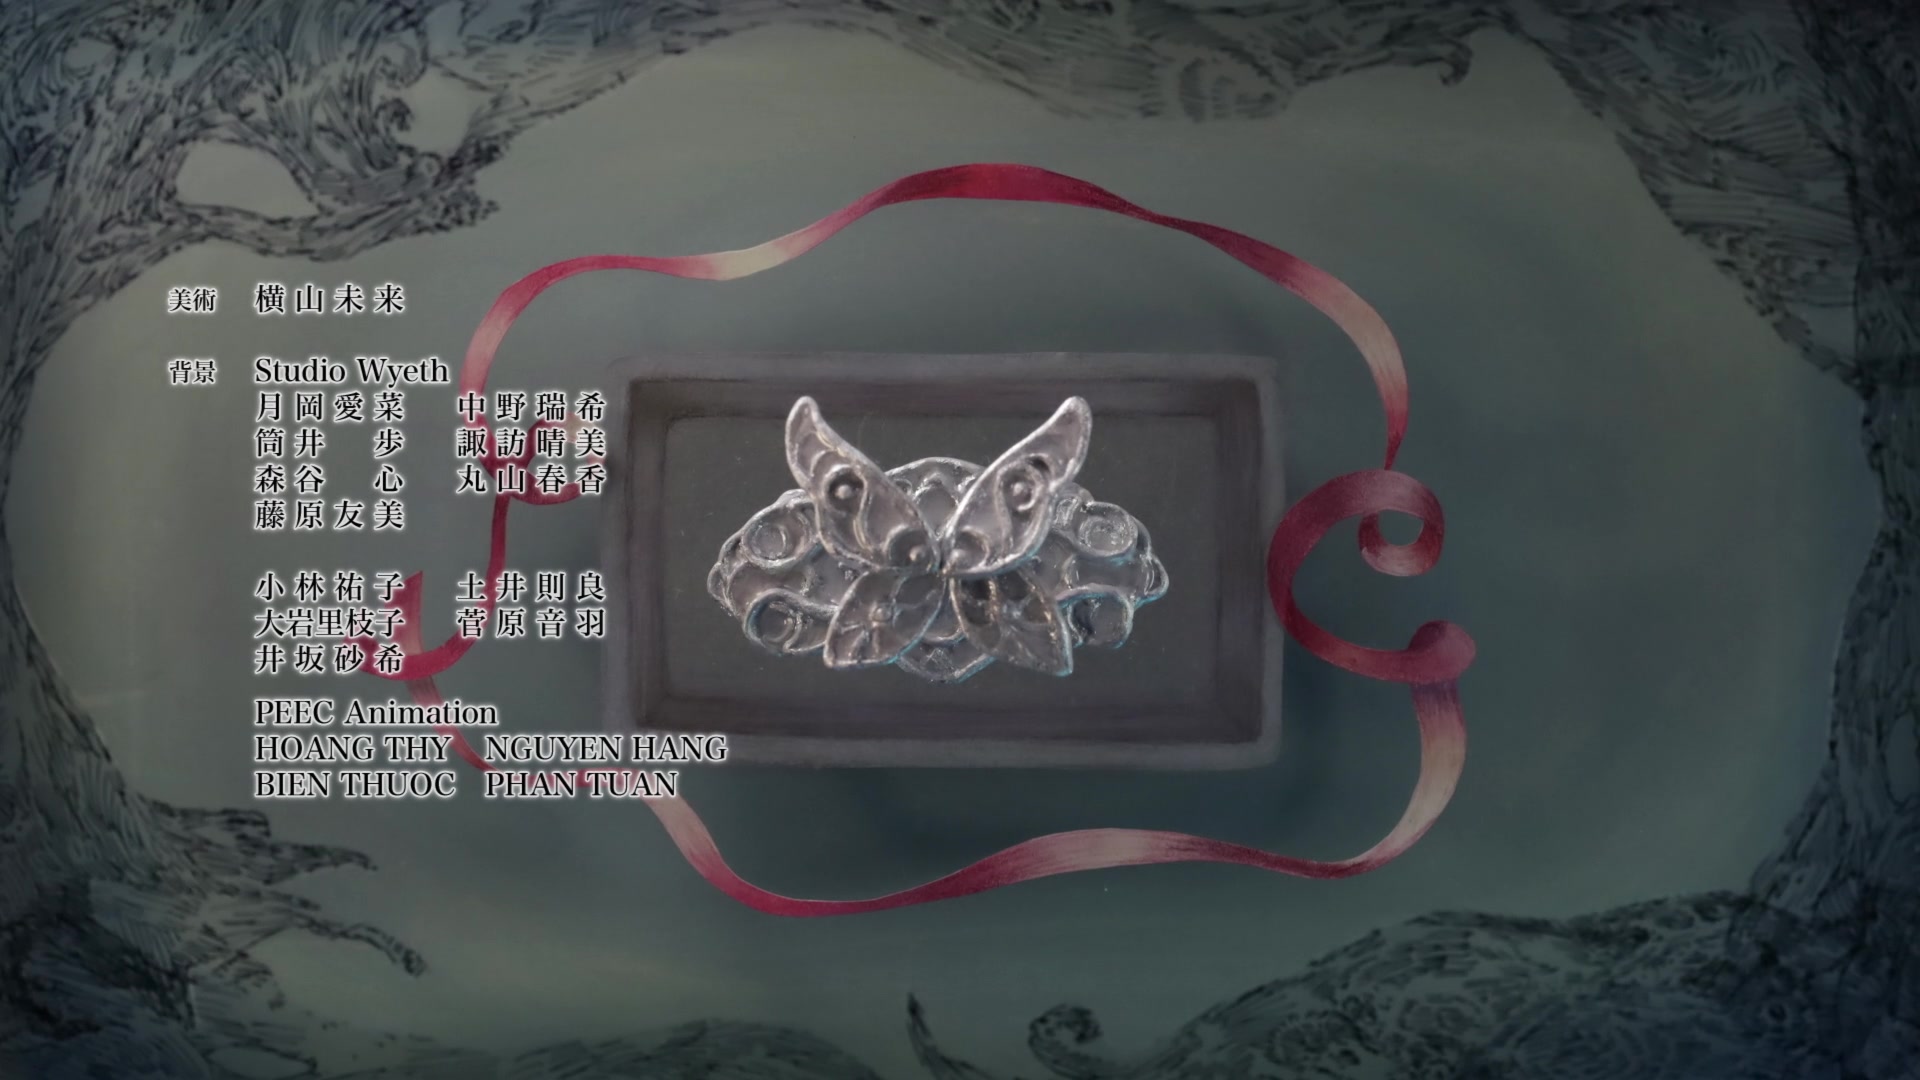 美術 横山未来
背景 Studio Wyeth
月岡愛菜 中野瑞希
筒井 歩 諏訪晴美
森谷 心 丸山春香
藤原友美
小林祐子 土井則良
大岩里枝子 菅原音羽
井坂砂希
PEEC Animation
HOANG THY NGUYEN HANG
BIEN THUOC PHAN TUAN